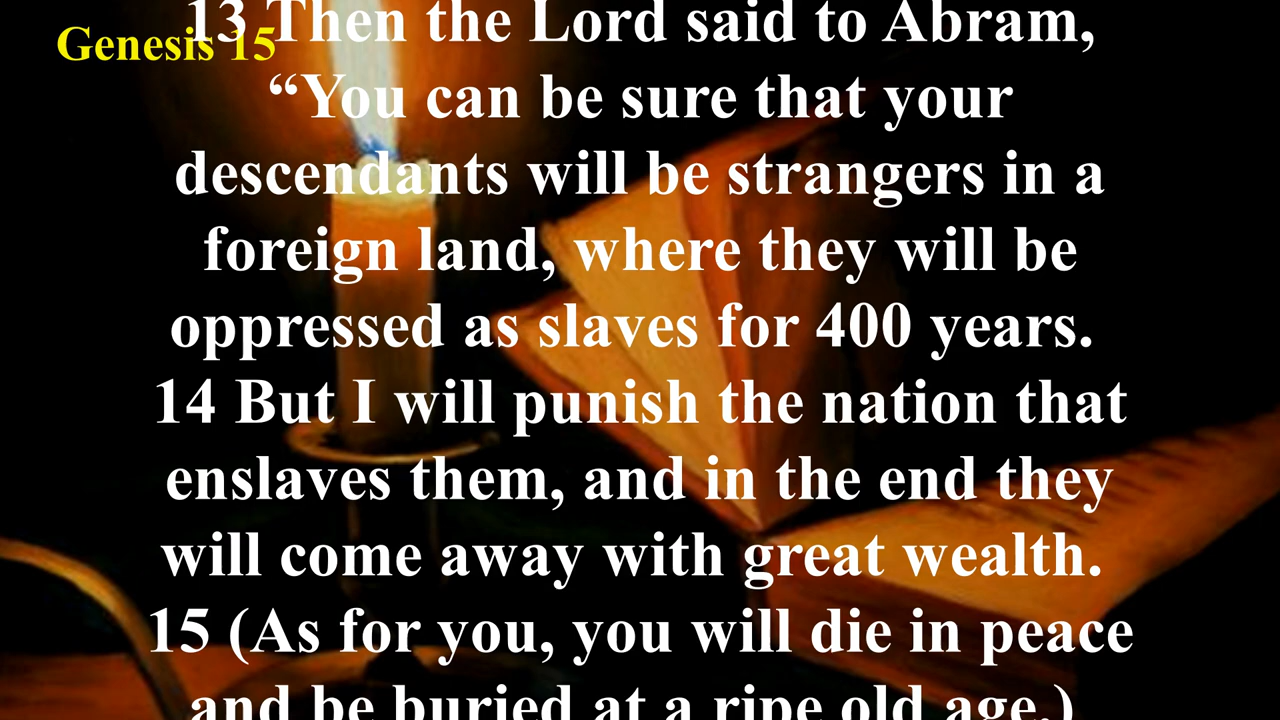 Genesis 15
13 Then the Lord said to Abram,
“You can be sure that your
descendants will be strangers in a
foreign land, where they will be
oppressed as slaves for 400 years.
14 But I will punish the nation that
enslaves them, and in the end they
will come away with great wealth.
15 (As for you, you will die in peace
and be buried at a ripe old age.)